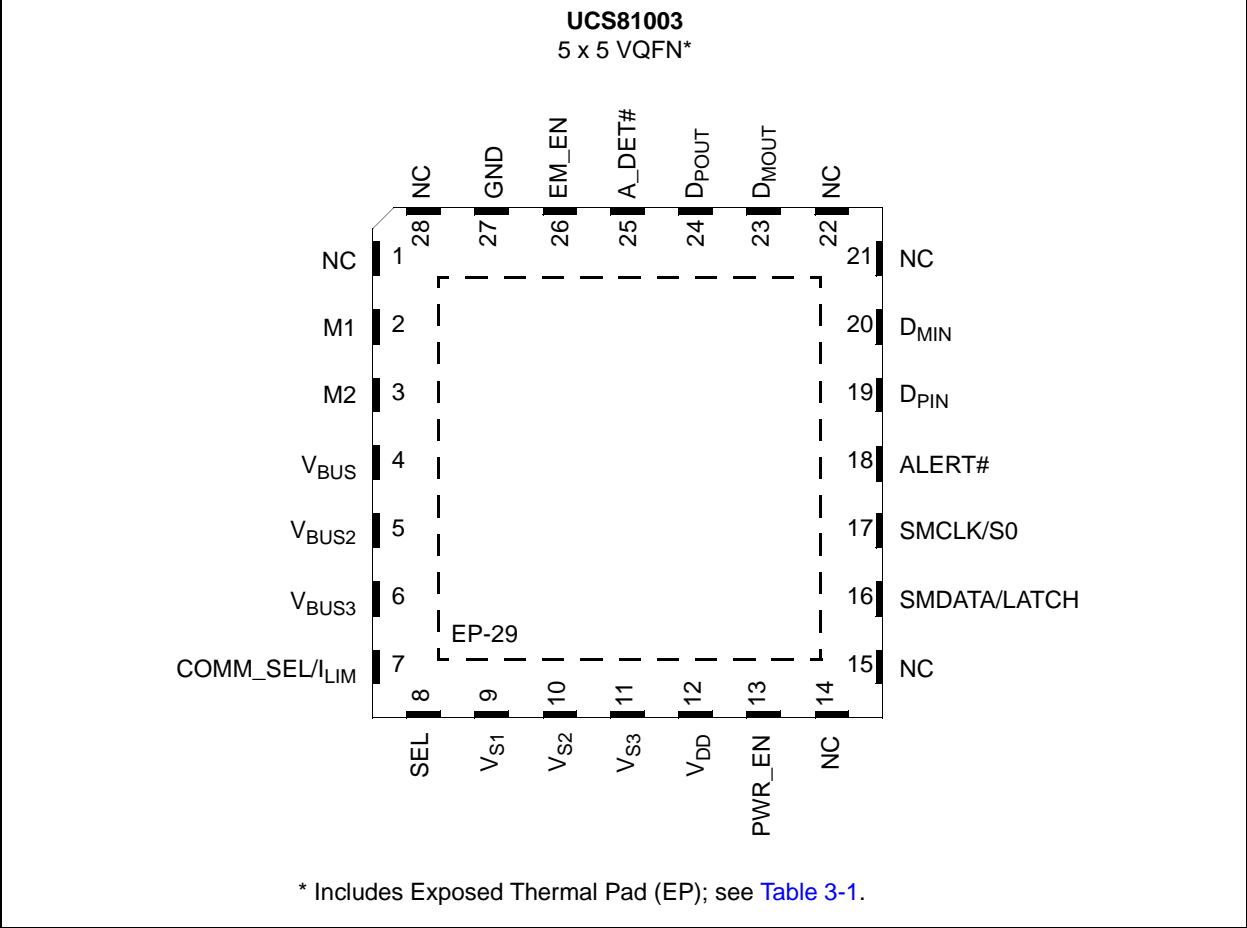 UCS81003
5 x 5 VQFN*
NC
GND
EM_EN
A_DET#
DPOUT
DMOUT
NC
28
27
26
25
24
23
22
NC 1
M1 2
M2 3
VBUS 4
VBUS2 5
VBUS3 6
COMM_SEL/ILIM 7
21 NC
20 DMIN
19 DPIN
18 ALERT#
17 SMCLK/S0
16 SMDATA/LATCH
15 NC
EP-29
8
9
10
11
12
13
14
SEL
VS1
VS2
VS3
VDD
PWR_EN
NC
* Includes Exposed Thermal Pad (EP); see Table 3-1.